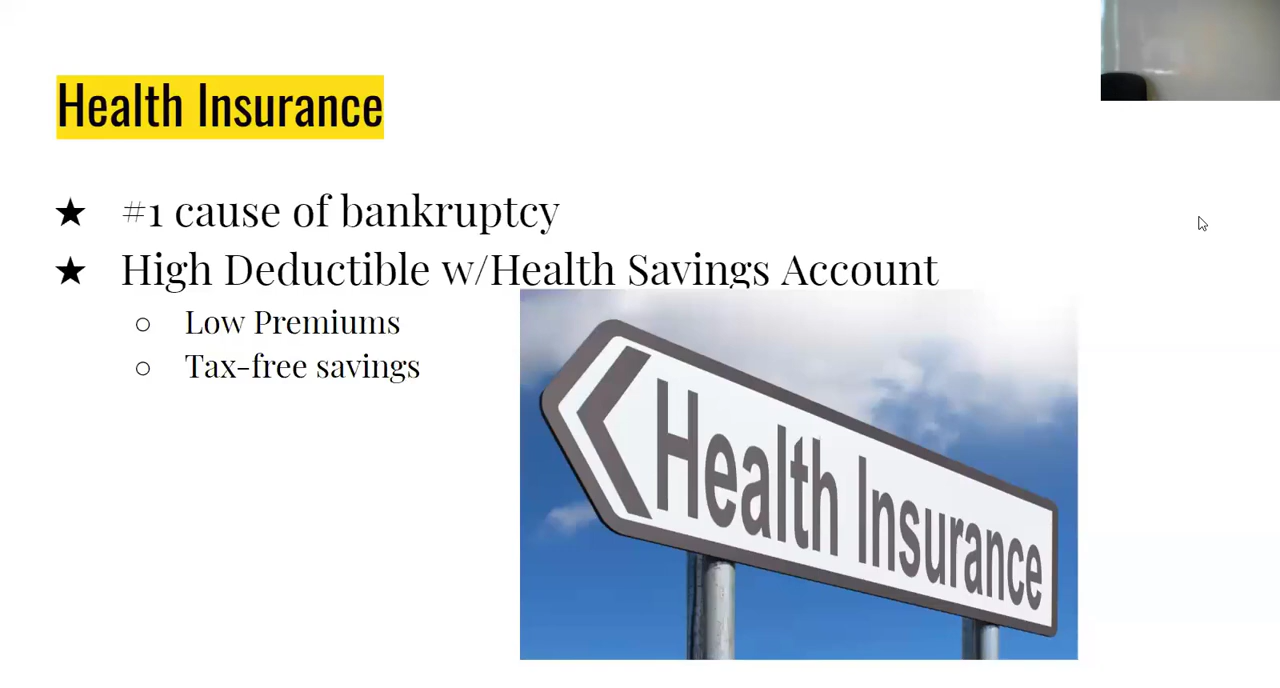 Health Insurance
★ #1 cause of bankruptcy
★ High Deductible w/Health Savings Account
○ Low Premiums
○ Tax-free savings
Health Insurance